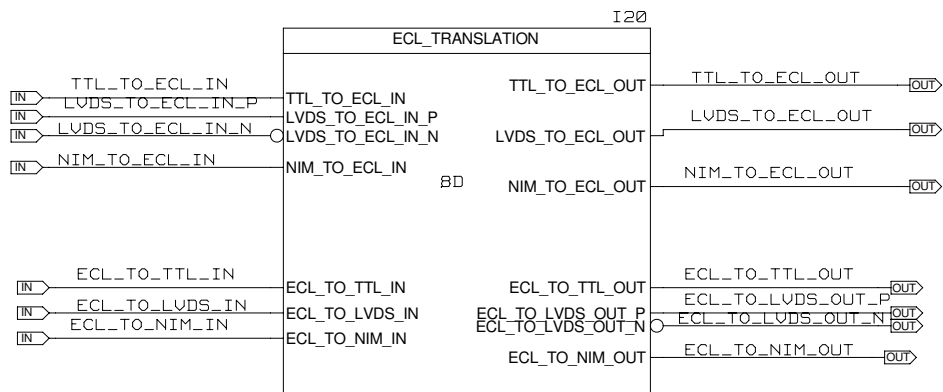 I20
ECL_TRANSLATION
TTL_TO_ECL_IN
IN
TTL_TO_ECL_IN
LVDS_TO_ECL_IN_P
IN
LVDS_TO_ECL_IN_P
LVDS_TO_ECL_IN_N
IN
LVDS_TO_ECL_IN_N
NIM_TO_ECL_IN
IN
NIM_TO_ECL_IN
8D
TTL_TO_ECL_OUT
TTL_TO_ECL_OUT
OUT
LVDS_TO_ECL_OUT
LVDS_TO_ECL_OUT
OUT
NIM_TO_ECL_OUT
NIM_TO_ECL_OUT
OUT
ECL_TO_TTL_IN
IN
ECL_TO_TTL_IN
ECL_TO_LVDS_IN
IN
ECL_TO_LVDS_IN
ECL_TO_NIM_IN
IN
ECL_TO_NIM_IN
ECL_TO_TTL_OUT
ECL_TO_TTL_OUT
OUT
ECL_TO_LVDS_OUT_P
ECL_TO_LVDS_OUT_P
OUT
ECL_TO_LVDS_OUT_N
ECL_TO_LVDS_OUT_N
OUT
ECL_TO_NIM_OUT
ECL_TO_NIM_OUT
OUT